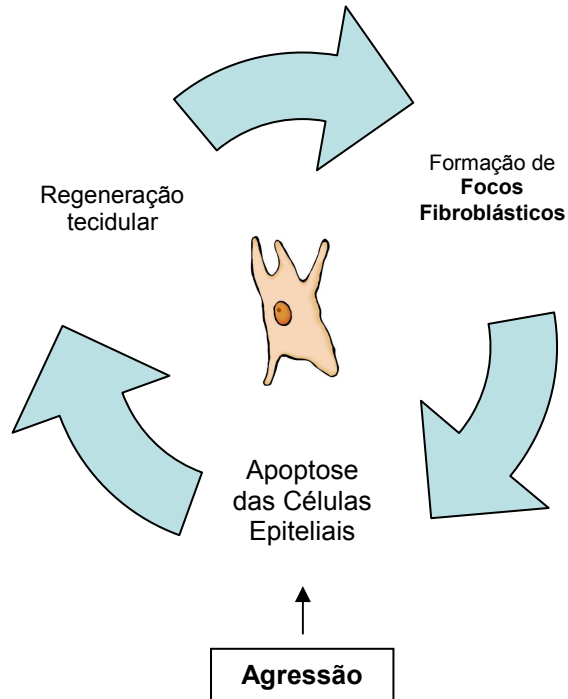 Regeneração
tecidular
Formação de
Focos
Fibroblásticos
Apoptose
das Células
Epiteliais
Agressão